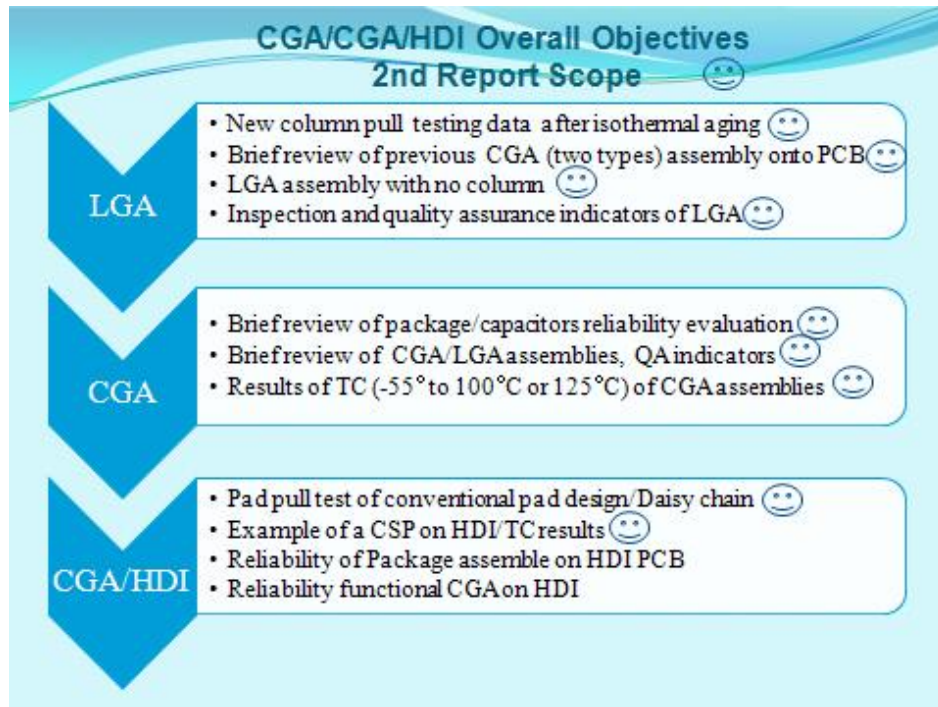 CGA/CGA/HDI Overall Objectives
2nd Report Scope
LGA
• New column pull testing data after isothermal aging
• Brief review of previous CGA (two types) assembly onto PCB
• LGA assembly with no column
• Inspection and quality assurance indicators of LGA
CGA
• Brief review of package/capacitors reliability evaluation
• Brief review of CGA/LGA assemblies, QA indicators
• Results of TC (-55° to 100°C or 125°C) of CGA assemblies
CGA/HDI
• Pad pull test of conventional pad design/Daisy chain
• Example of a CSP on HDI/TC results
• Reliability of Package assemble on HDI PCB
• Reliability functional CGA on HDI